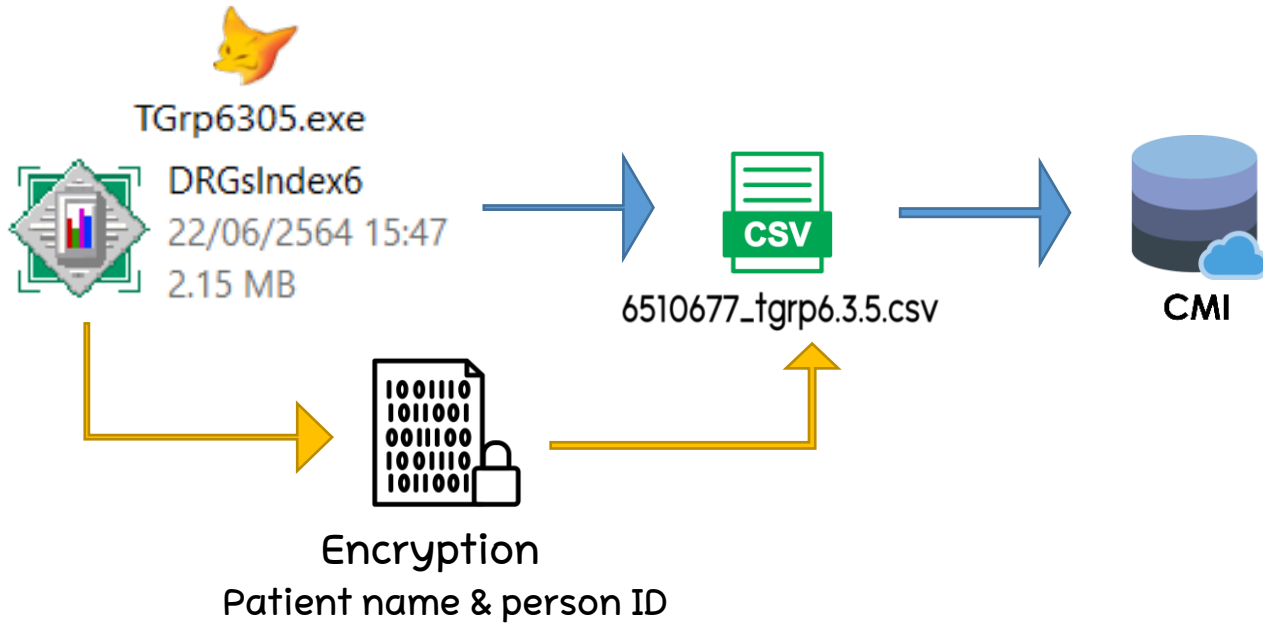 TGrp6305.exe
DRGsIndex6
22/06/2564 15:47
2.15 MB
CSV
6510677_tgrp6.3.5.csv
CMI
1001110
1011001
0011100
1001110
1011001
Encryption
Patient name & person ID